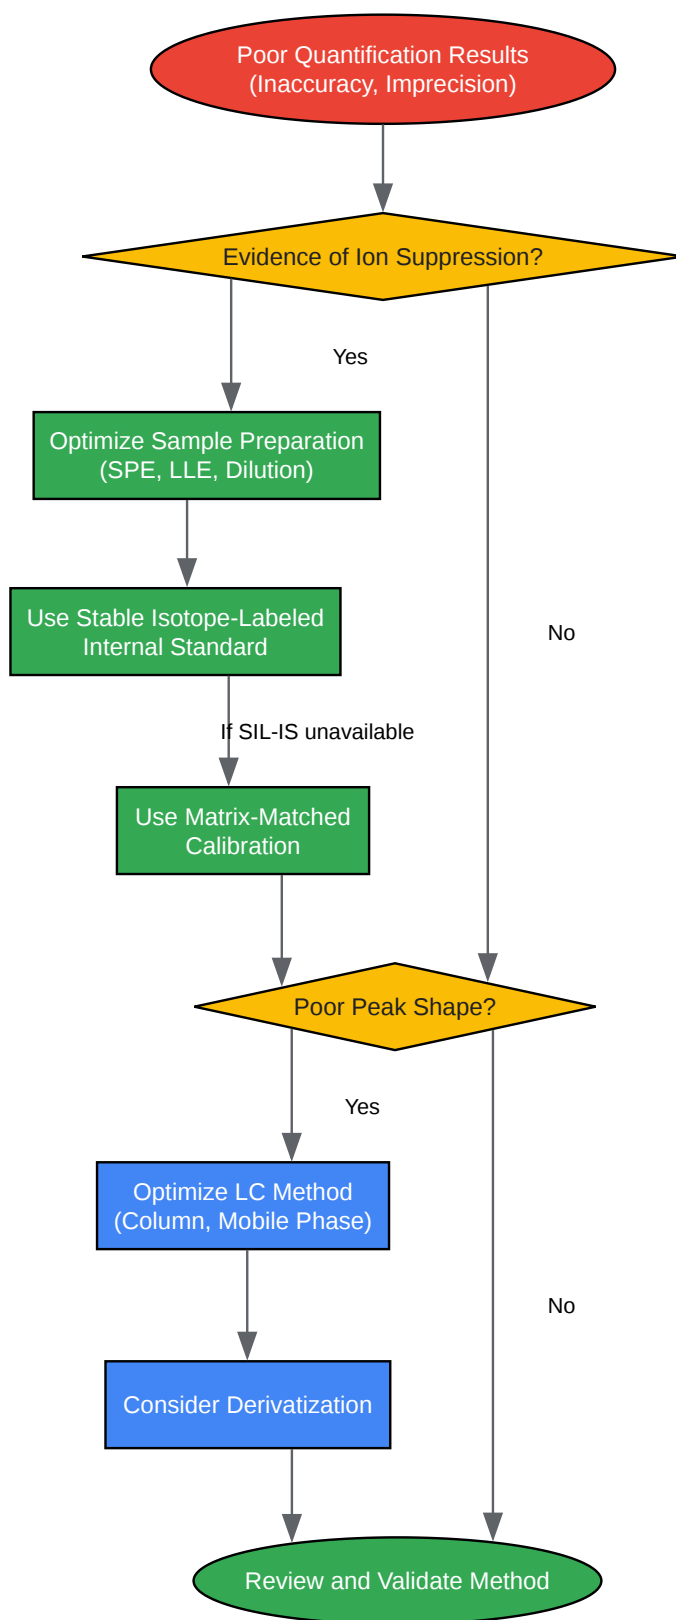 Poor Quantification Results
(Inaccuracy, Imprecision)
Evidence of Ion Suppression?
Yes
Optimize Sample Preparation
(SPE, LLE, Dilution)
Use Stable Isotope-Labeled
Internal Standard
No
If SIL-IS unavailable
Use Matrix-Matched
Calibration
Poor Peak Shape?
Yes
Optimize LC Method
(Column, Mobile Phase)
No
Consider Derivatization
Review and Validate Method